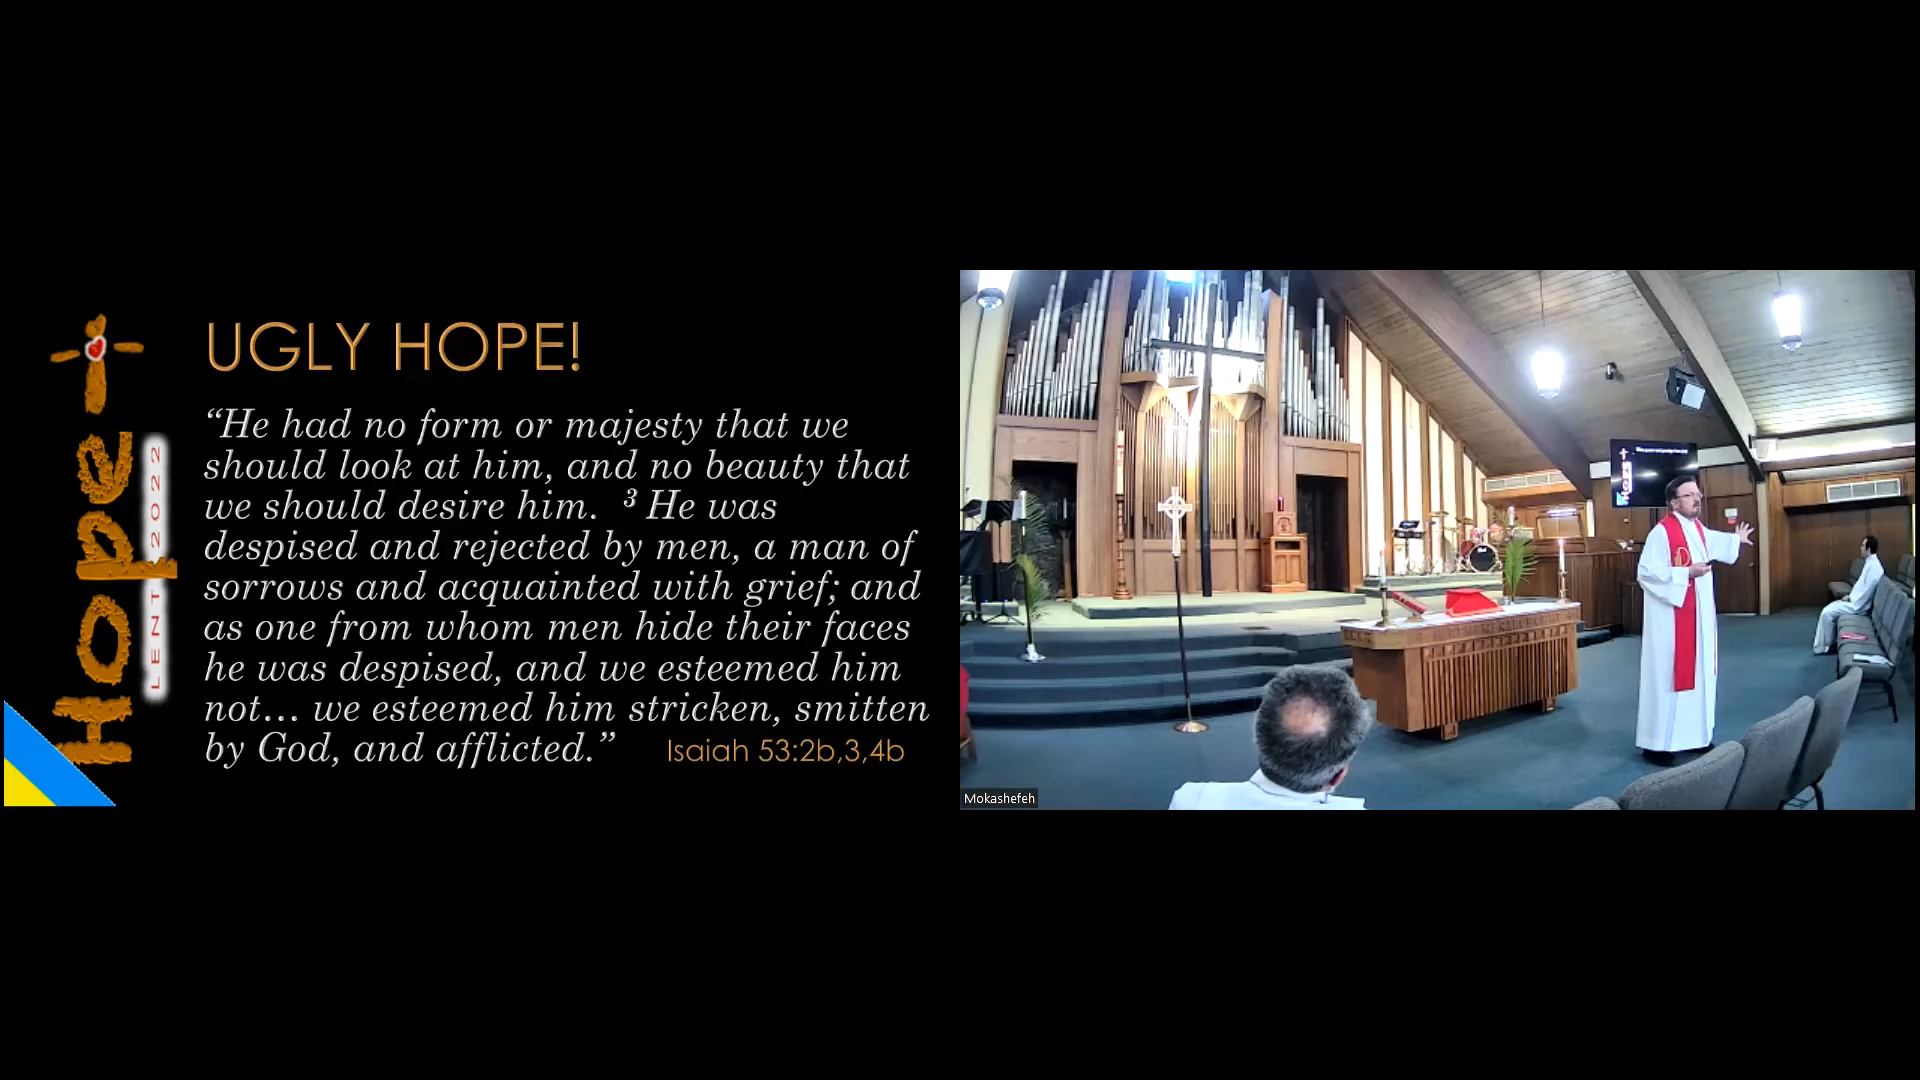 Hope
LENT 2022
UGLY HOPE!
“He had no form or majesty that we
should look at him, and no beauty that
we should desire him. ³ He was
despised and rejected by men, a man of
sorrows and acquainted with grief; and
as one from whom men hide their faces
he was despised, and we esteemed him
not… we esteemed him stricken, smitten
by God, and afflicted.” Isaiah 53:2b,3,4b
Mokashefeh